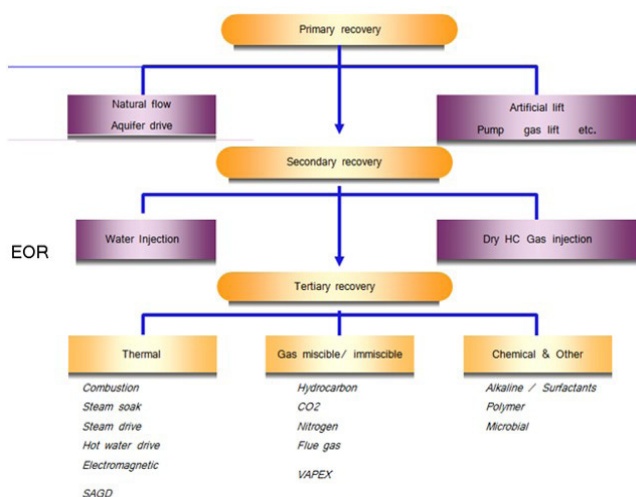 Primary recovery
Natural flow
Aquifer drive
Artificial lift
Pump gas lift etc.
Secondary recovery
EOR
Water Injection
Dry HC Gas injection
Tertiary recovery
Thermal
Combustion
Steam soak
Steam drive
Hot water drive
Electromagnetic
SAGD
Gas miscible/ immiscible
Hydrocarbon
CO2
Nitrogen
Flue gas
VAPEX
Chemical & Other
Alkaline / Surfactants
Polymer
Microbial